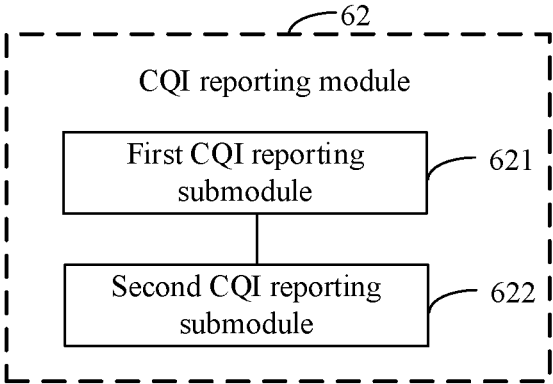 62
CQI reporting module
First CQI reporting
submodule
621
Second CQI reporting
submodule
622